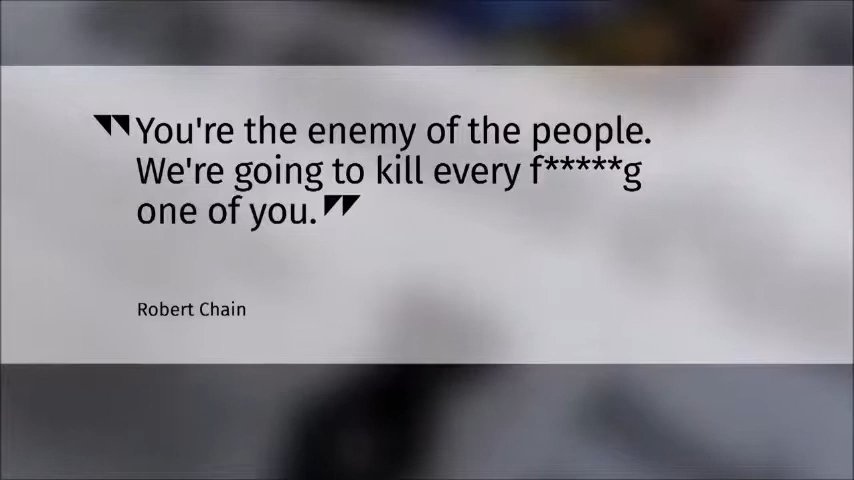 "You're the enemy of the people.
We're going to kill every f*****g
one of you."
Robert Chain